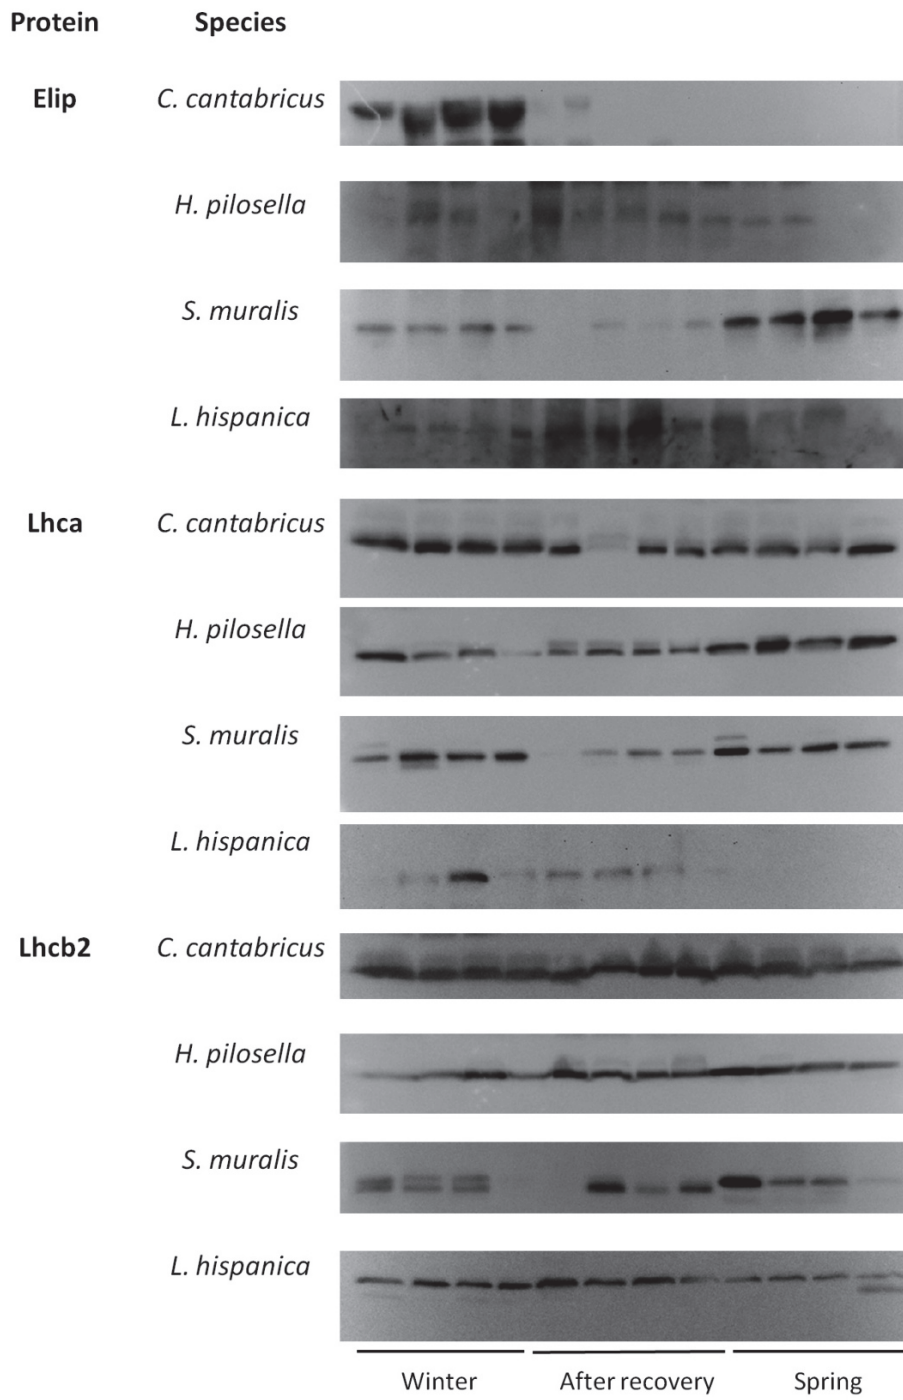 Protein Species
Elip C. cantabricus
H. pilosella
S. muralis
L. hispanica
Lhca C. cantabricus
H. pilosella
S. muralis
L. hispanica
Lhcb2 C. cantabricus
H. pilosella
S. muralis
L. hispanica
Winter After recovery Spring